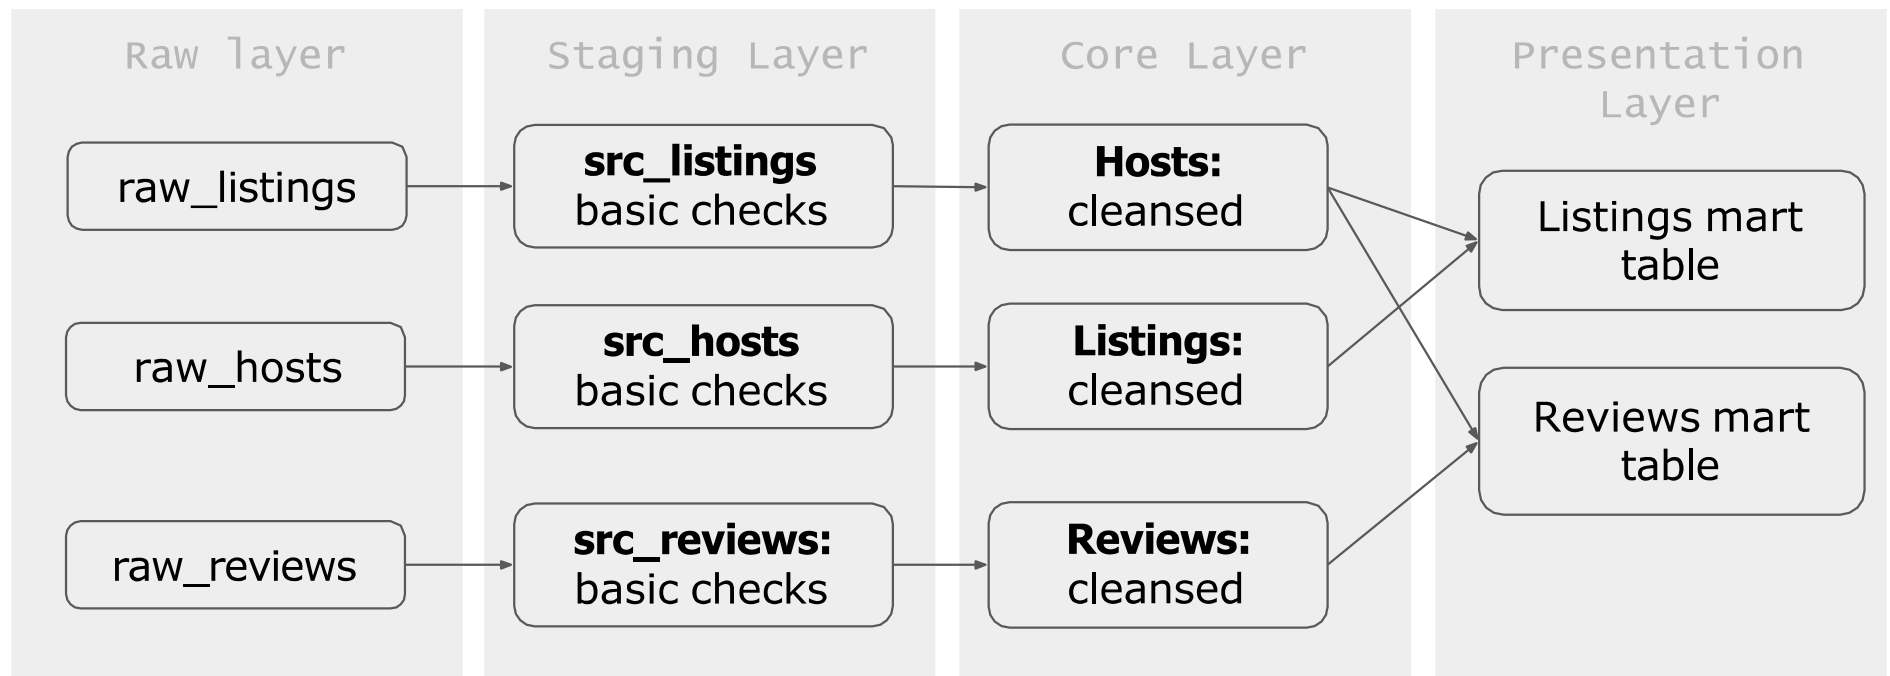 Raw layer
raw_listings
raw_hosts
raw_reviews
Staging Layer
src_listings
basic checks
src_hosts
basic checks
src_reviews:
basic checks
Core Layer
Hosts:
cleansed
Listings:
cleansed
Reviews:
cleansed
Presentation
Layer
Listings mart
table
Reviews mart
table